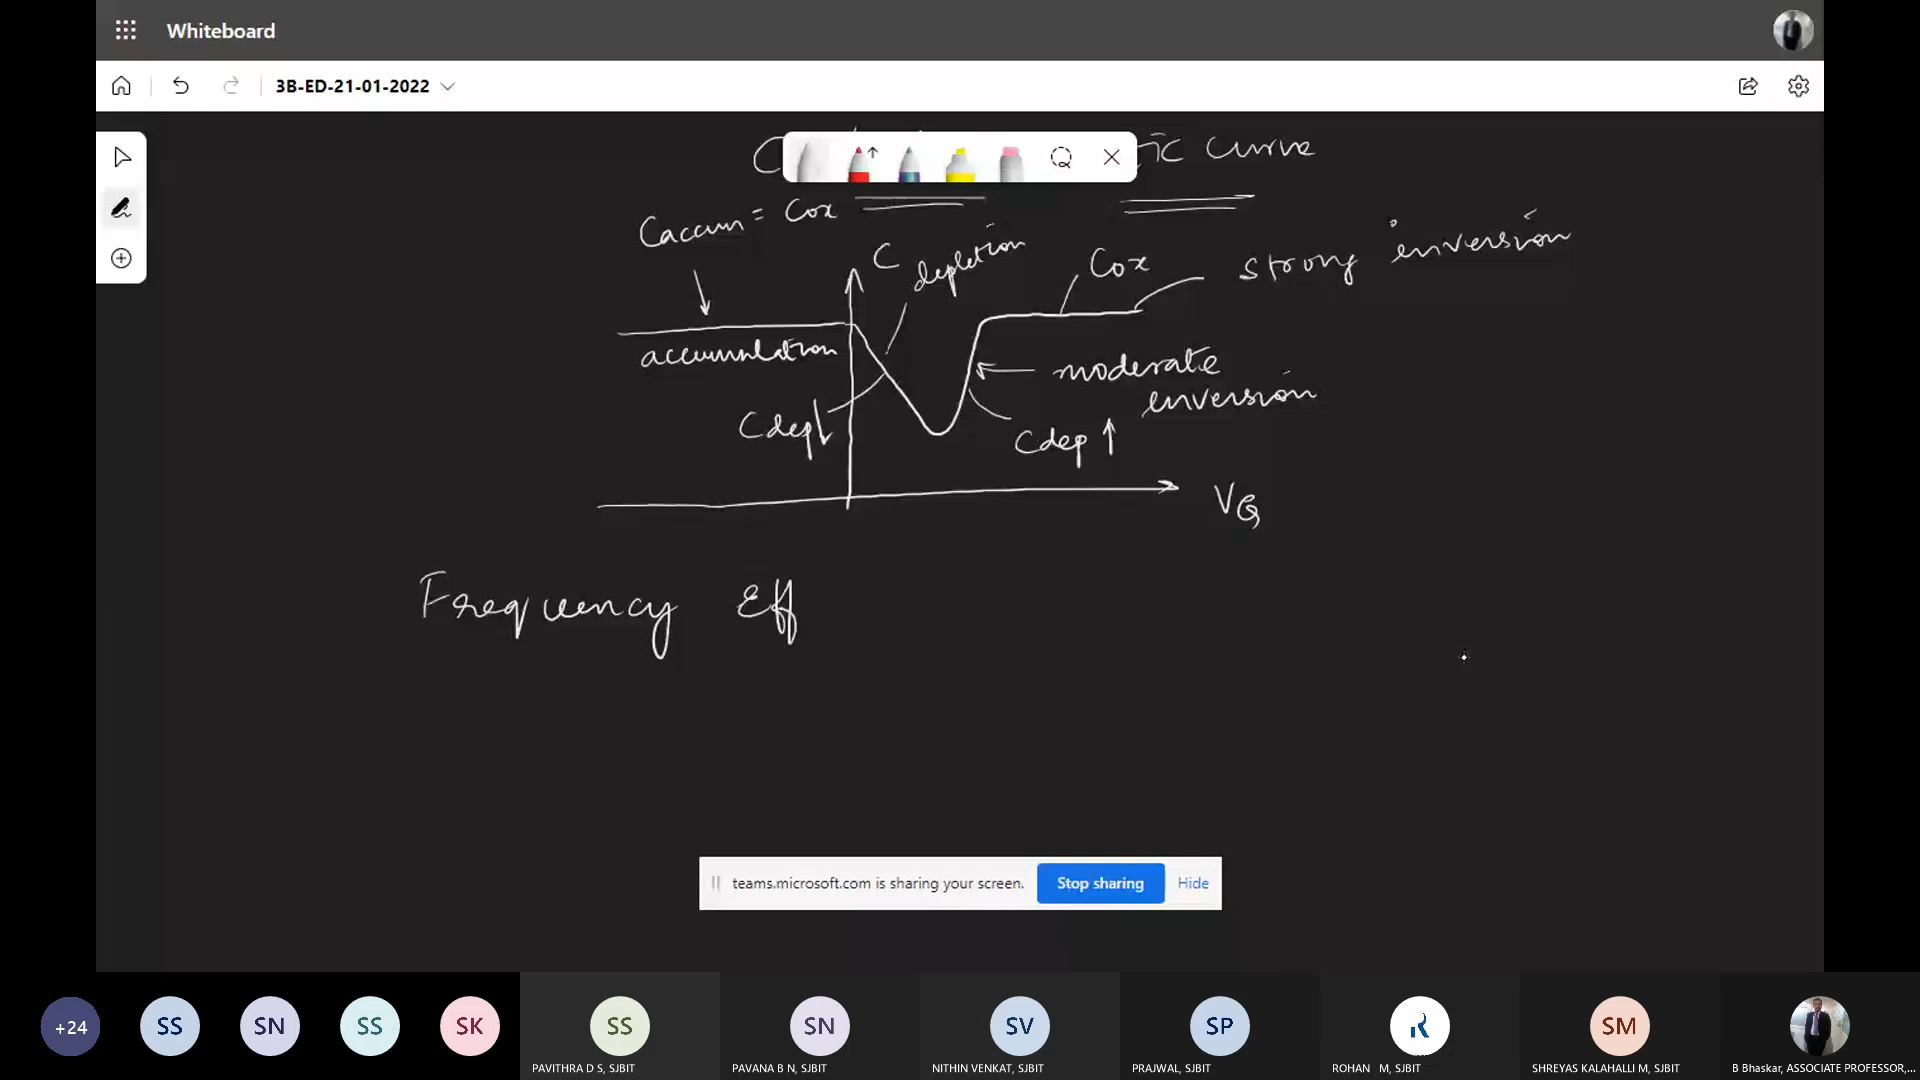 Whiteboard
3B-ED-21-01-2022
C
ic curve
Caccum = Cox
C
depletion
Cox
strong inversion
accumulation
moderate
inversion
Cdep↓
Cdep ↑
VG
Frequency Eff
teams.microsoft.com is sharing your screen. Stop sharing Hide
+24 SS SN SS SK SS SN SV SP SM
PAVITHRA D S, SJBIT PAVANA B N, SJBIT NITHIN VENKAT, SJBIT PRAJWAL, SJBIT ROHAN M, SJBIT SHREYAS KALAHALLI M, SJBIT B Bhaskar, ASSOCIATE PROFESSOR,...